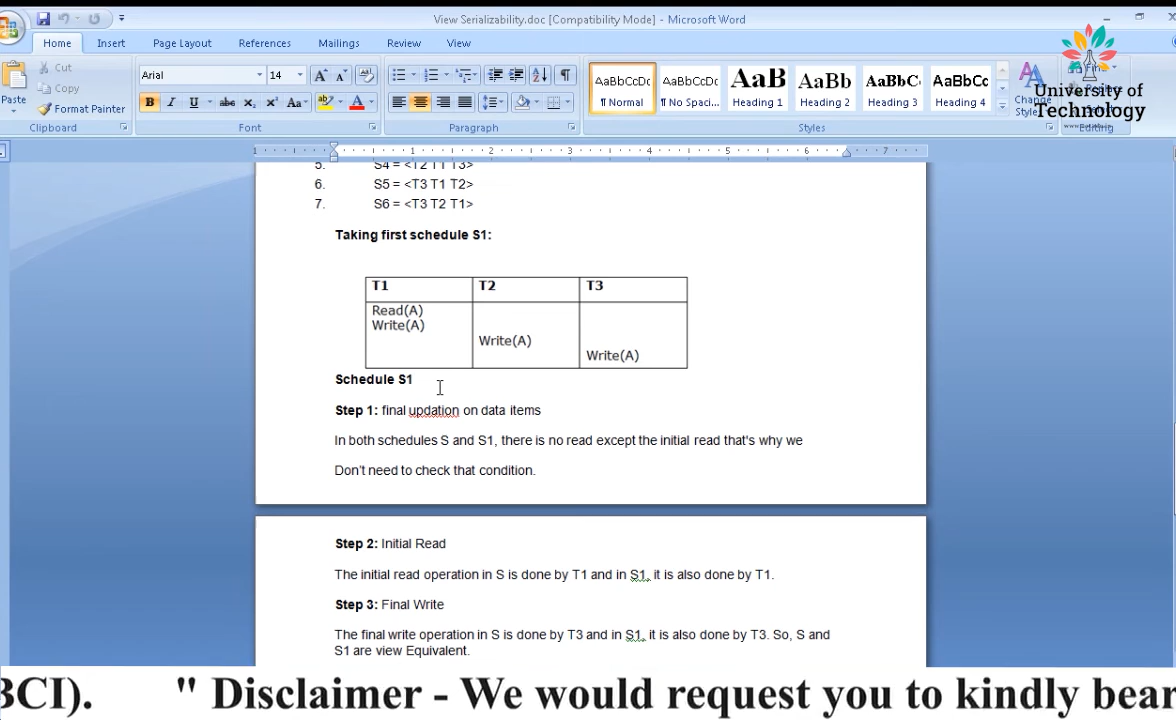 View Serializability.doc [Compatibility Mode] - Microsoft Word
Home Insert Page Layout References Mailings Review View
Paste
Cut
Copy
Format Painter
Clipboard
Arial 14
Font
Paragraph
AaBbCcDc AaBbCcDc AaB AaBb AaBbC AaBbCc
¶ Normal ¶ No Spaci... Heading 1 Heading 2 Heading 3 Heading 4
Change
Styles
Editing
University of
Technology
5. S4 = <T2 T1 T3>
6. S5 = <T3 T1 T2>
7. S6 = <T3 T2 T1>
Taking first schedule S1:
T1 T2 T3
Read(A)
Write(A)
Write(A)
Write(A)
Schedule S1
Step 1: final updation on data items
In both schedules S and S1, there is no read except the initial read that's why we
Don't need to check that condition.
Step 2: Initial Read
The initial read operation in S is done by T1 and in S1, it is also done by T1.
Step 3: Final Write
The final write operation in S is done by T3 and in S1, it is also done by T3. So, S and
S1 are view Equivalent.
BCI). " Disclaimer - We would request you to kindly bear